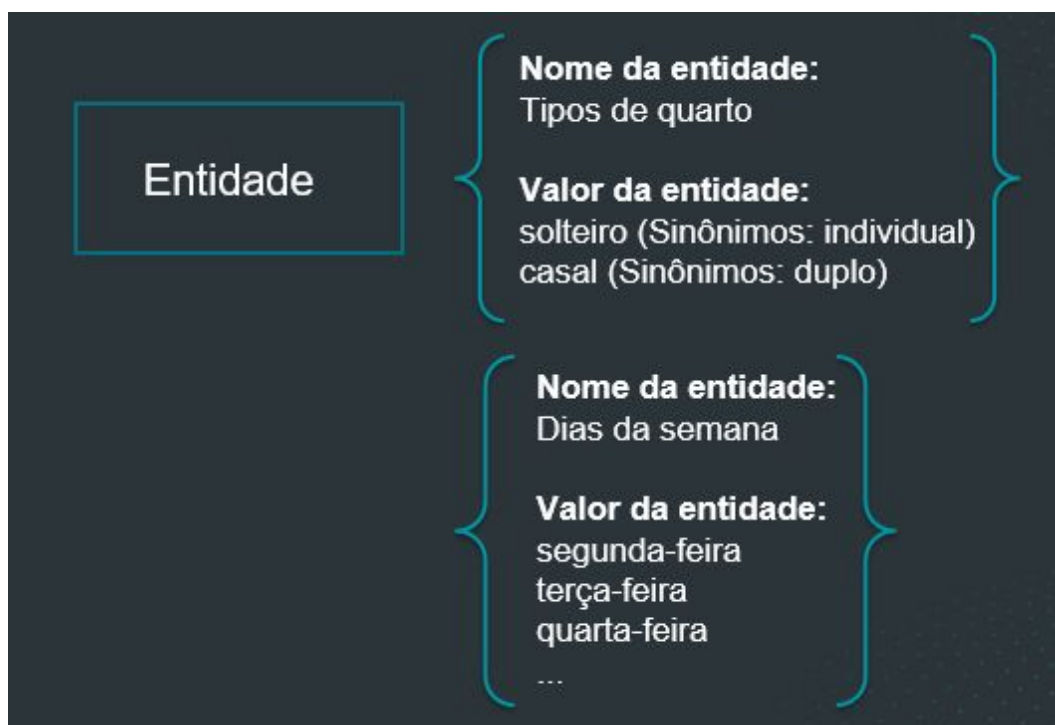 Entidade
Nome da entidade:
Tipos de quarto
Valor da entidade:
solteiro (Sinônimos: individual)
casal (Sinônimos: duplo)
Nome da entidade:
Dias da semana
Valor da entidade:
segunda-feira
terça-feira
quarta-feira
...